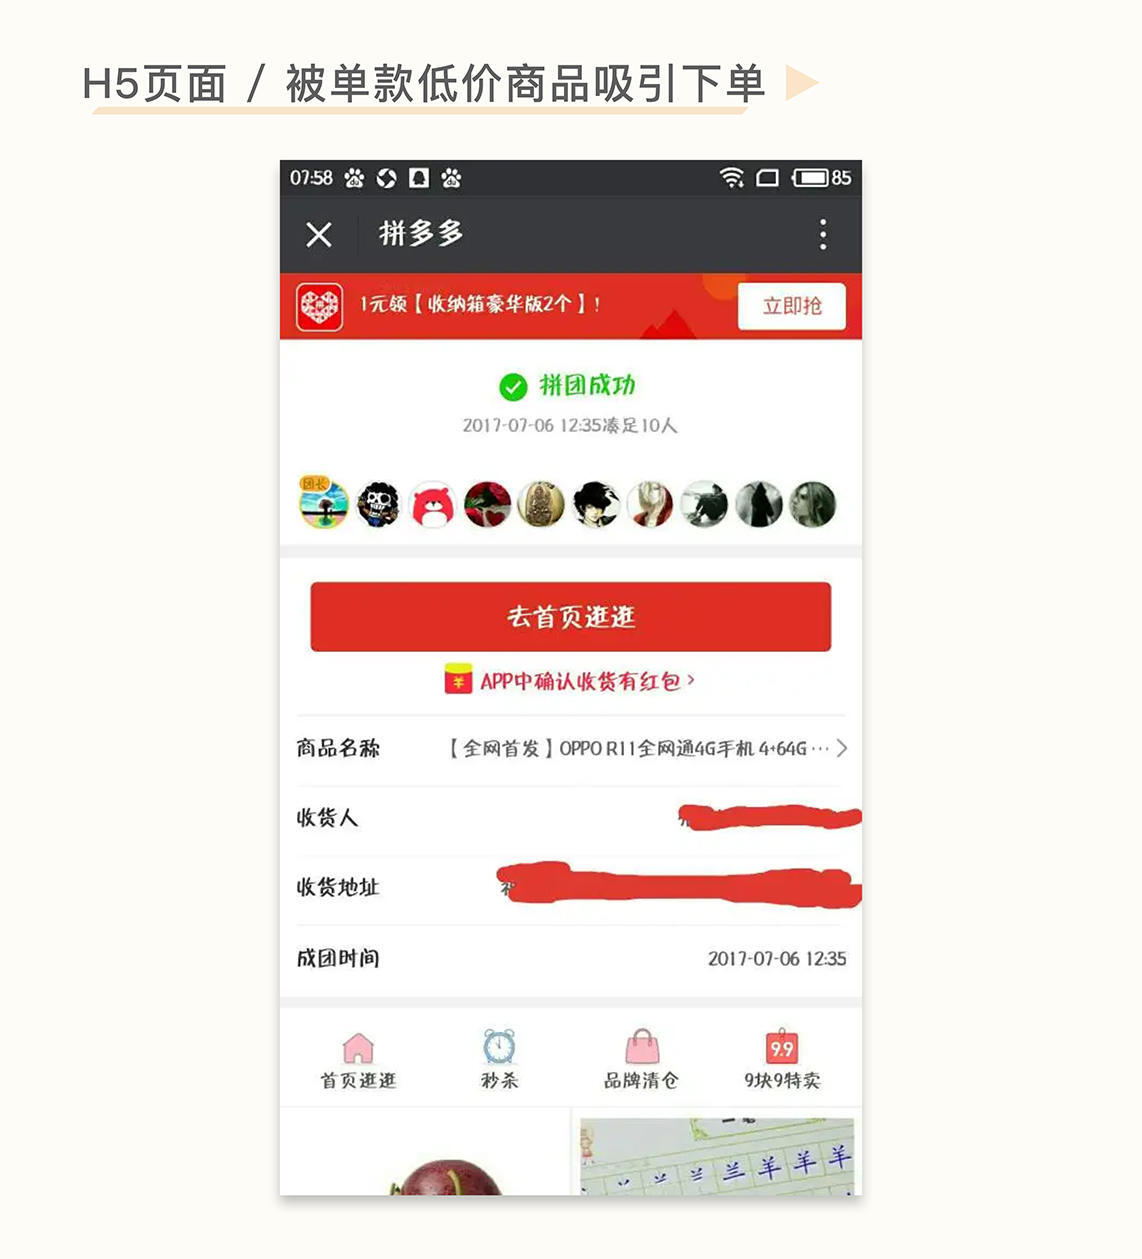 H5页面 / 被单款低价商品吸引下单
07:58
85
拼多多
1元领【收纳箱豪华版2个】!
立即抢
拼团成功
2017-07-06 12:35凑足10人
团长
去首页逛逛
APP中确认收货有红包 >
商品名称
【全网首发】OPPO R11全网通4G手机 4+64G ···
收货人
收货地址
成团时间
2017-07-06 12:35
9.9
首页逛逛
秒杀
品牌清仓
9块9特卖
兰 兰 羊 羊 羊